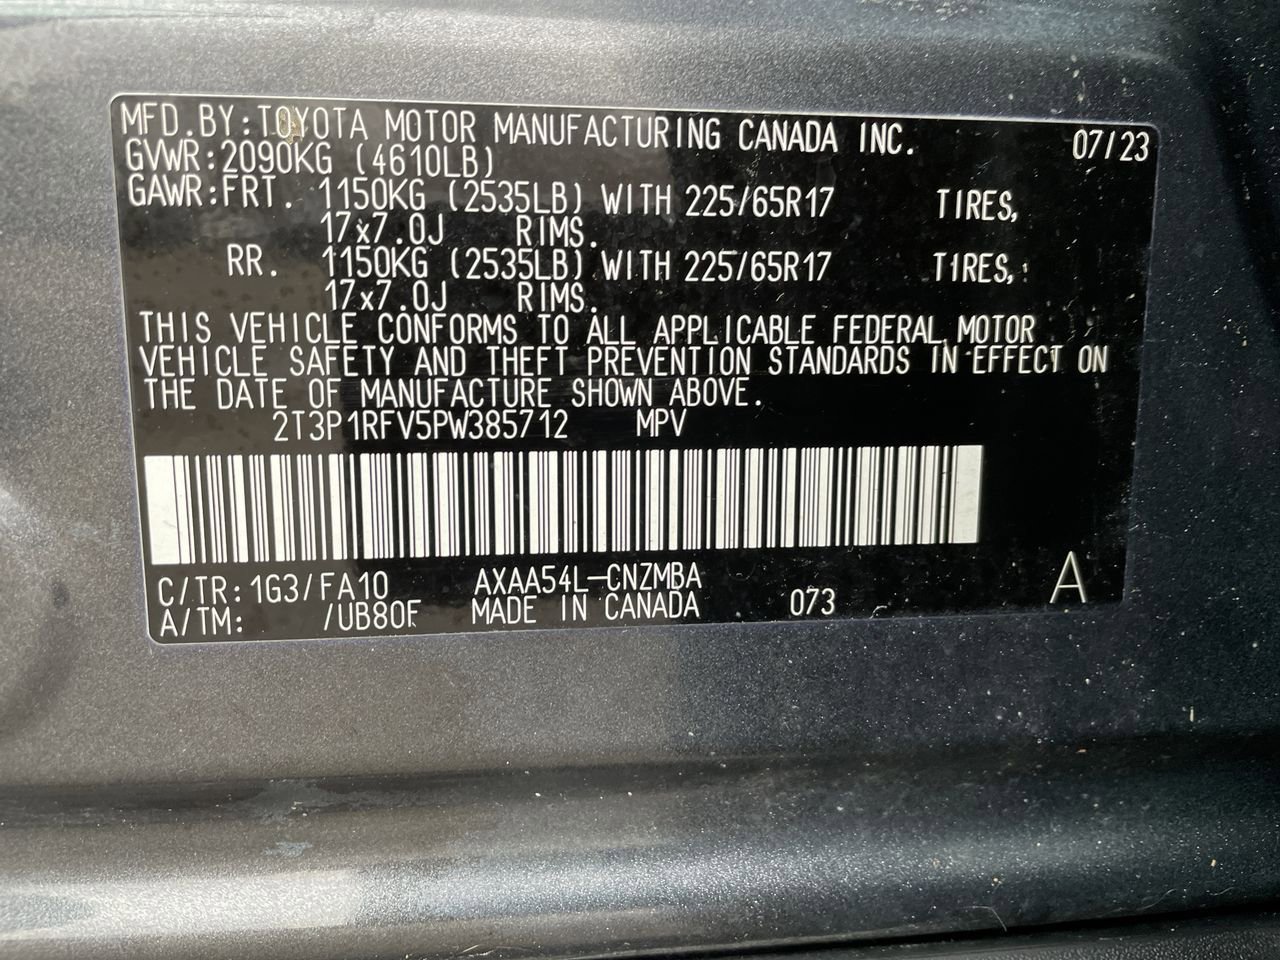 MFD.BY:TOYOTA MOTOR MANUFACTURING CANADA INC. 07/23
GVWR:2090KG (4610LB)
GAWR:FRT. 1150KG (2535LB) WITH 225/65R17 TIRES,
17x7.0J RIMS.
RR. 1150KG (2535LB) WITH 225/65R17 TIRES,
17x7.0J RIMS.
THIS VEHICLE CONFORMS TO ALL APPLICABLE FEDERAL MOTOR
VEHICLE SAFETY AND THEFT PREVENTION STANDARDS IN EFFECT ON
THE DATE OF MANUFACTURE SHOWN ABOVE.
2T3P1RFV5PW385712 MPV
C/TR:1G3/FA10 AXAA54L-CNZMBA A
A/TM: /UB80F MADE IN CANADA 073